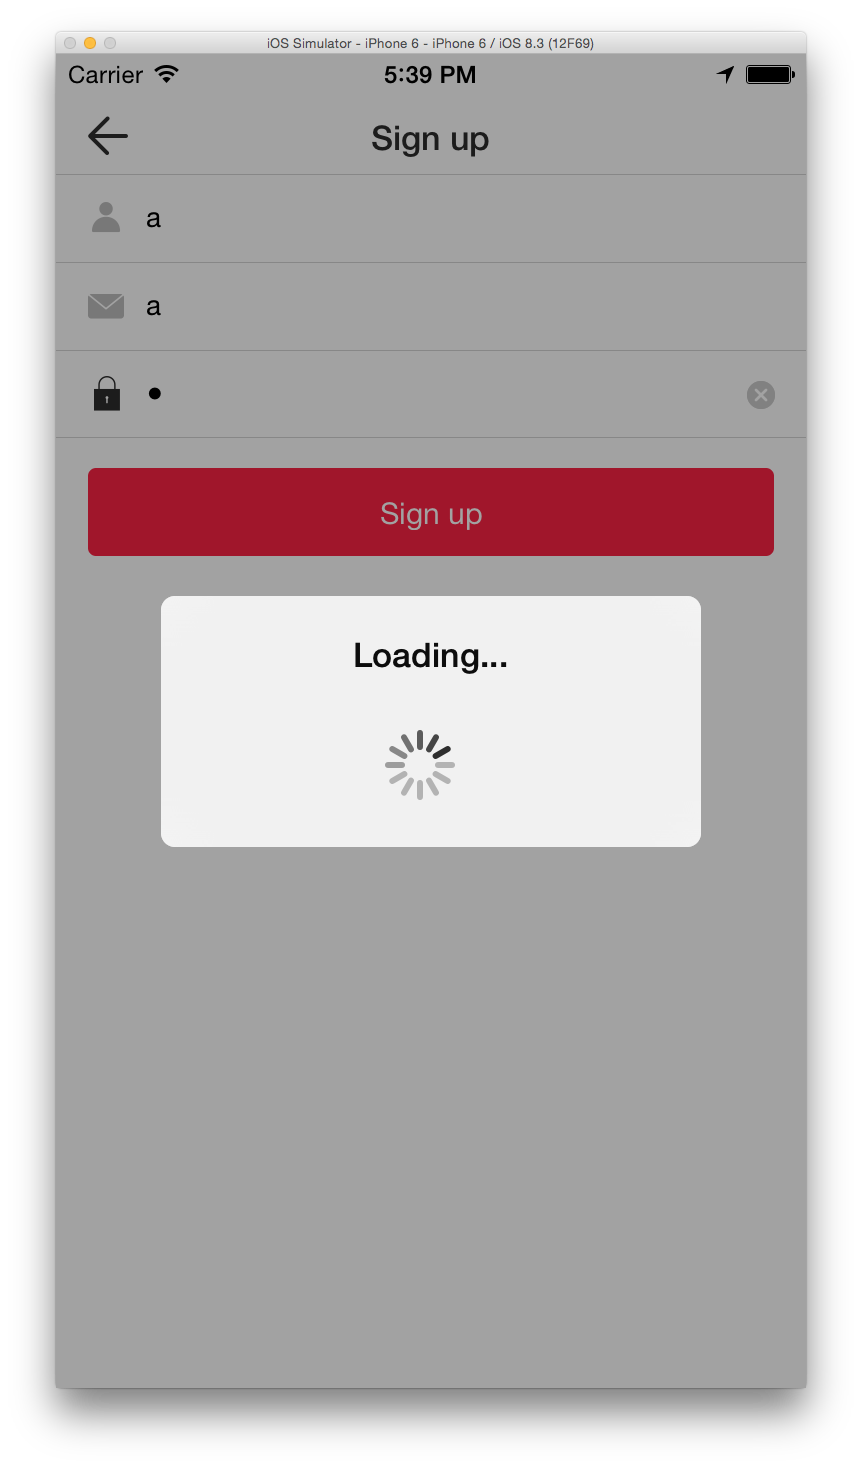 iOS Simulator - iPhone 6 - iPhone 6 / iOS 8.3 (12F69)
Carrier 5:39 PM
Sign up
a
a
•
Sign up
Loading...